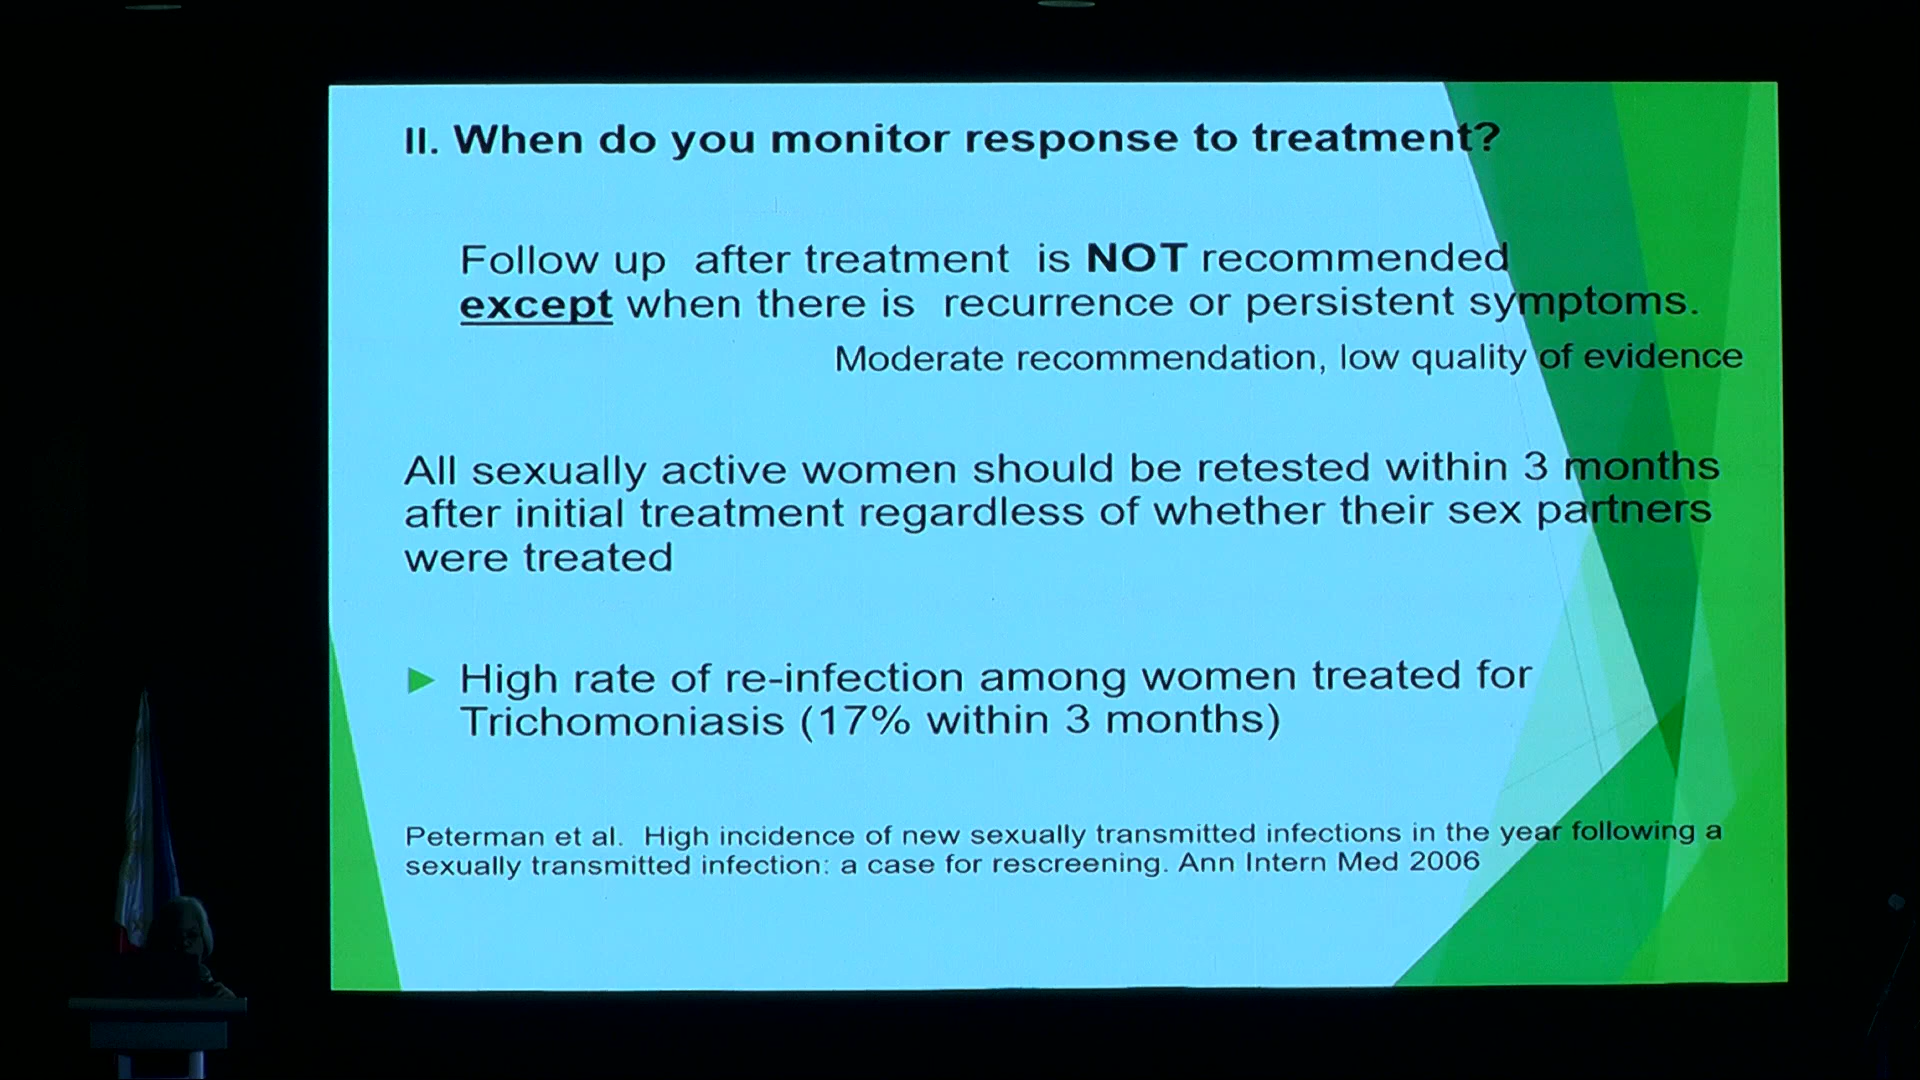 II. When do you monitor response to treatment?
Follow up after treatment is NOT recommended
except when there is recurrence or persistent symptoms.
Moderate recommendation, low quality of evidence
All sexually active women should be retested within 3 months
after initial treatment regardless of whether their sex partners
were treated
High rate of re-infection among women treated for
Trichomoniasis (17% within 3 months)
Peterman et al. High incidence of new sexually transmitted infections in the year following a
sexually transmitted infection: a case for rescreening. Ann Intern Med 2006